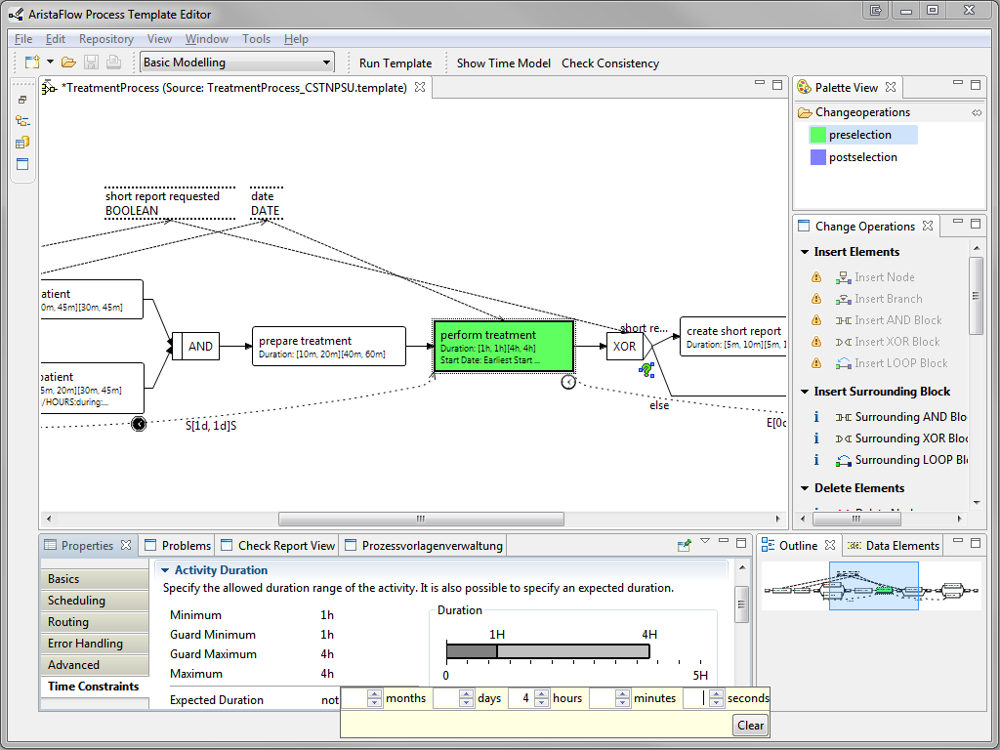 AristaFlow Process Template Editor
File Edit Repository View Window Tools Help
Basic Modelling Run Template Show Time Model Check Consistency
*TreatmentProcess (Source: TreatmentProcess_CSTNPSU.template)
short report requested
BOOLEAN
date
DATE
atient
0m, 45m][30m, 45m]
patient
5m, 20m][30m, 45m]
/HOURS:during:...
AND
prepare treatment
Duration: [10m, 20m][40m, 60m]
perform treatment
Duration: [1h, 1h][4h, 4h]
Start Date: Earliest Start ...
short re...
XOR
create short report
Duration: [5m, 10m][5m, 1
else
S[1d, 1d]S
E[0d
Palette View
Changeoperations
preselection
postselection
Change Operations
Insert Elements
Insert Node
Insert Branch
Insert AND Block
Insert XOR Block
Insert LOOP Block
Insert Surrounding Block
Surrounding AND Blo
Surrounding XOR Bloc
Surrounding LOOP Bl
Delete Elements
Properties Problems Check Report View Prozessvorlagenverwaltung
Basics
Scheduling
Routing
Error Handling
Advanced
Time Constraints
Activity Duration
Specify the allowed duration range of the activity. It is also possible to specify an expected duration.
Minimum 1h
Guard Minimum 1h
Guard Maximum 4h
Maximum 4h
Expected Duration not
Duration
1H 4H
0 5H
months days 4 hours minutes seconds
Clear
Outline Data Elements